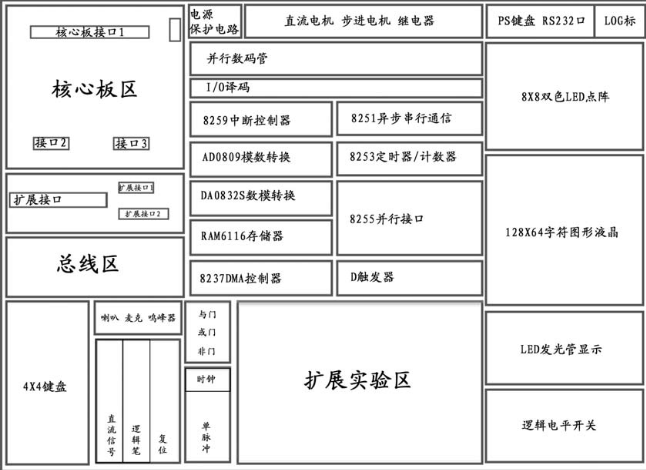 电源
保护电路
直流电机 步进电机 继电器
PS键盘 RS232口
LOG标
核心板接口1
核心板区
接口2
接口3
并行数码管
I/O译码
8X8双色LED点阵
8259中断控制器
8251异步串行通信
AD0809模数转换
8253定时器/计数器
扩展接口
扩展接口1
扩展接口2
DA0832S数模转换
8255并行接口
RAM6116存储器
128X64字符图形液晶
总线区
8237DMA控制器
D触发器
4X4键盘
喇叭 麦克 鸣峰器
直流信号
逻辑笔
复位
与门
或门
非门
时钟
单脉冲
扩展实验区
LED发光管显示
逻辑电平开关